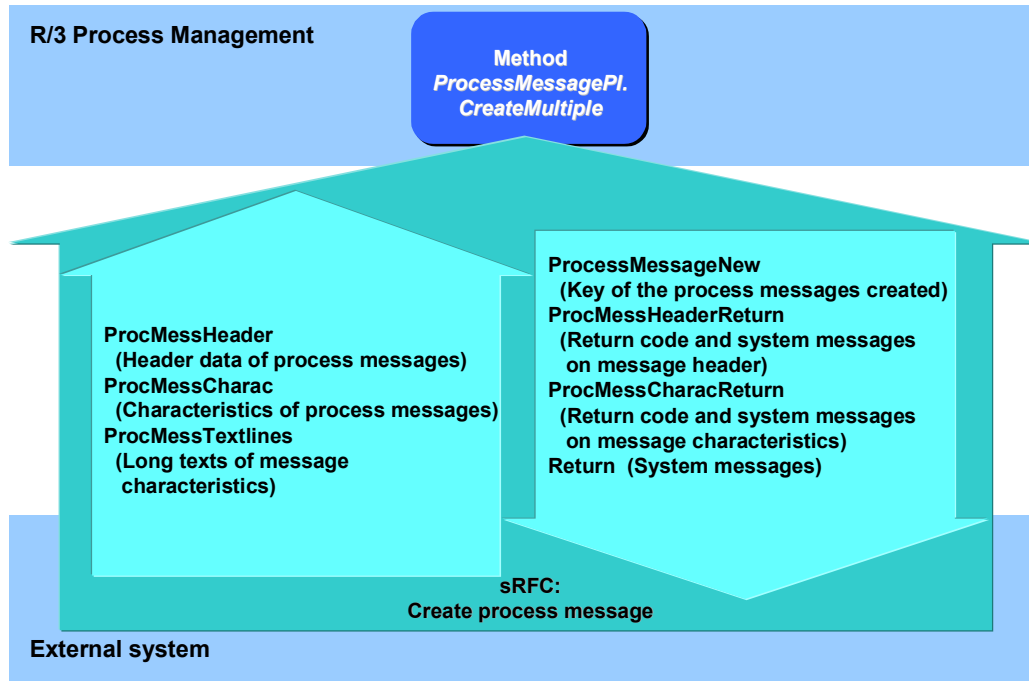 R/3 Process Management
Method
ProcessMessagePI.
CreateMultiple
ProcMessHeader
(Header data of process messages)
ProcMessCharac
(Characteristics of process messages)
ProcMessTextlines
(Long texts of message
characteristics)
ProcessMessageNew
(Key of the process messages created)
ProcMessHeaderReturn
(Return code and system messages
on message header)
ProcMessCharacReturn
(Return code and system messages
on message characteristics)
Return (System messages)
sRFC:
Create process message
External system